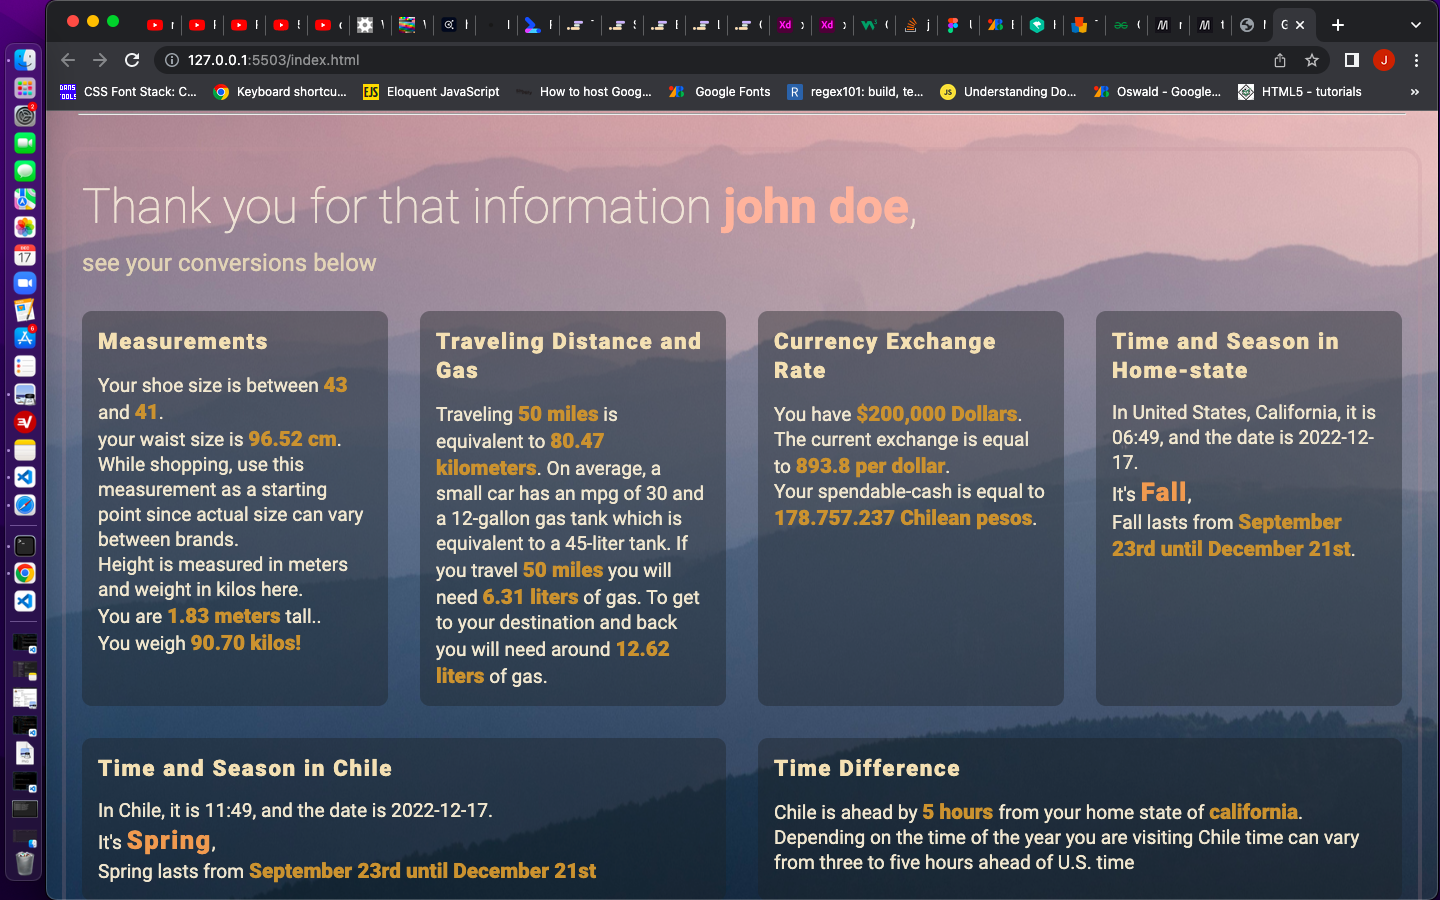 127.0.0.1:5503/index.html
J
CSS Font Stack: C...
Keyboard shortcu...
EJS
Eloquent JavaScript
How to host Goog...
Google Fonts
R
regex101: build, te...
JS
Understanding Do...
Oswald - Google...
HTML5 - tutorials
»
Thank you for that information john doe,
see your conversions below
Measurements
Your shoe size is between 43
and 41.
your waist size is 96.52 cm.
While shopping, use this
measurement as a starting
point since actual size can vary
between brands.
Height is measured in meters
and weight in kilos here.
You are 1.83 meters tall..
You weigh 90.70 kilos!
Traveling Distance and
Gas
Traveling 50 miles is
equivalent to 80.47
kilometers. On average, a
small car has an mpg of 30 and
a 12-gallon gas tank which is
equivalent to a 45-liter tank. If
you travel 50 miles you will
need 6.31 liters of gas. To get
to your destination and back
you will need around 12.62
liters of gas.
Currency Exchange
Rate
You have $200,000 Dollars.
The current exchange is equal
to 893.8 per dollar.
Your spendable-cash is equal to
178.757.237 Chilean pesos.
Time and Season in
Home-state
In United States, California, it is
06:49, and the date is 2022-12-
17.
It's Fall,
Fall lasts from September
23rd until December 21st.
Time and Season in Chile
In Chile, it is 11:49, and the date is 2022-12-17.
It's Spring,
Spring lasts from September 23rd until December 21st
Time Difference
Chile is ahead by 5 hours from your home state of california.
Depending on the time of the year you are visiting Chile time can vary
from three to five hours ahead of U.S. time
DEC
17